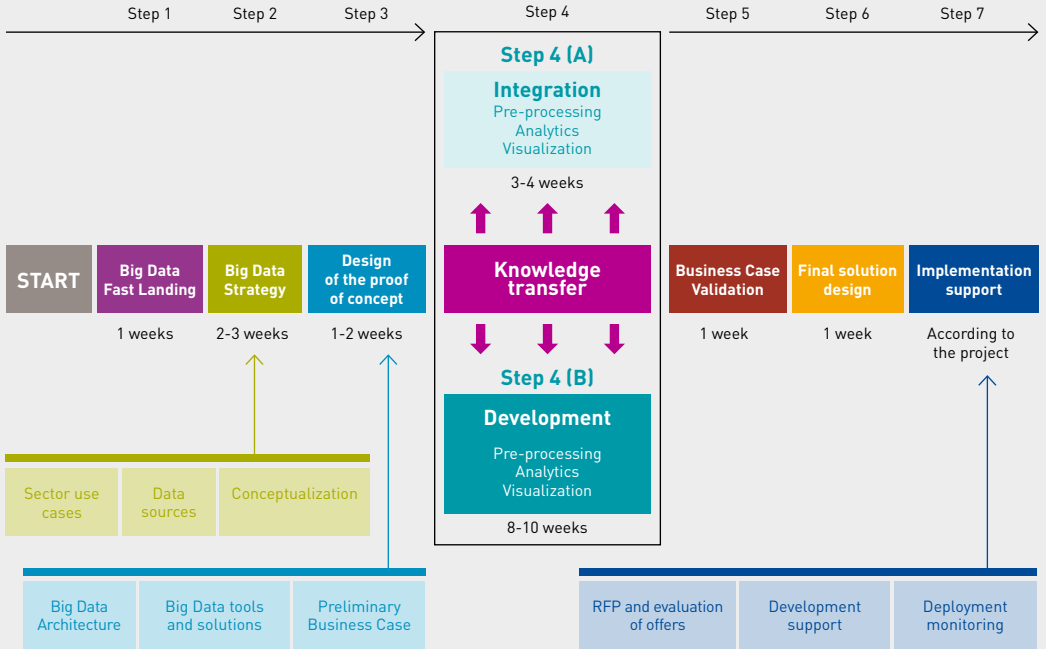 Step 1
Step 2
Step 3
Step 4
Step 5
Step 6
Step 7
Step 4 (A)
Integration
Pre-processing
Analytics
Visualization
3-4 weeks
START
Big Data
Fast Landing
1 weeks
Big Data
Strategy
2-3 weeks
Design
of the proof
of concept
1-2 weeks
Knowledge
transfer
Business Case
Validation
1 week
Final solution
design
1 week
Implementation
support
According to
the project
Step 4 (B)
Development
Pre-processing
Analytics
Visualization
8-10 weeks
Sector use
cases
Data
sources
Conceptualization
Big Data
Architecture
Big Data tools
and solutions
Preliminary
Business Case
RFP and evaluation
of offers
Development
support
Deployment
monitoring